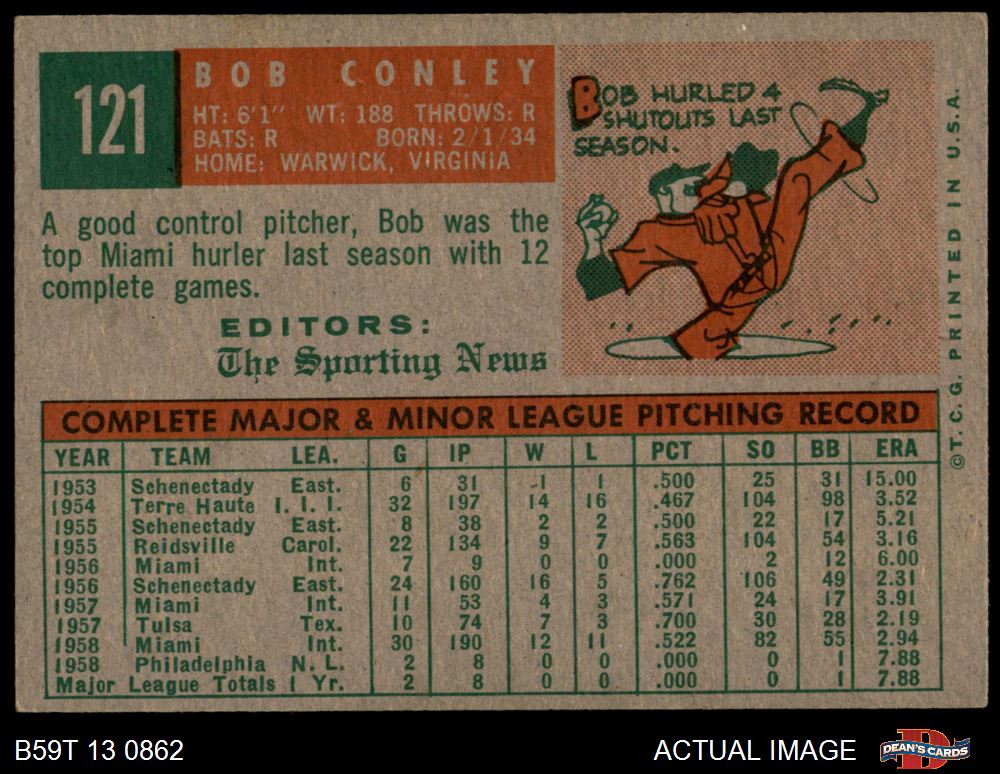 121
BOB CONLEY
HT: 6'1" WT: 188 THROWS: R
BATS: R BORN: 2/1/34
HOME: WARWICK, VIRGINIA
BOB HURLED 4
SHUTOUTS LAST
SEASON.
A good control pitcher, Bob was the
top Miami hurler last season with 12
complete games.
EDITORS:
The Sporting News
©T.C.G. PRINTED IN U.S.A.
COMPLETE MAJOR & MINOR LEAGUE PITCHING RECORD
YEAR TEAM LEA. G IP W L PCT SO BB ERA
1953 Schenectady East. 6 31 1 1 .500 25 31 15.00
1954 Terre Haute I. I. I. 32 197 14 16 .467 104 98 3.52
1955 Schenectady East. 8 38 2 2 .500 22 17 5.21
1955 Reidsville Carol. 22 134 9 7 .563 104 54 3.16
1956 Miami Int. 7 9 0 0 .000 2 12 6.00
1956 Schenectady East. 24 160 16 5 .762 106 49 2.31
1957 Miami Int. 11 53 4 3 .571 24 17 3.91
1957 Tulsa Tex. 10 74 7 3 .700 30 28 2.19
1958 Miami Int. 30 190 12 11 .522 82 55 2.94
1958 Philadelphia N. L. 2 8 0 0 .000 0 1 7.88
Major League Totals 1 Yr. 2 8 0 0 .000 0 1 7.88
B59T 13 0862
ACTUAL IMAGE
DEAN'S CARDS